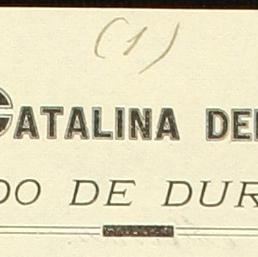 (1)
CATALINA DE
DO DE DUR